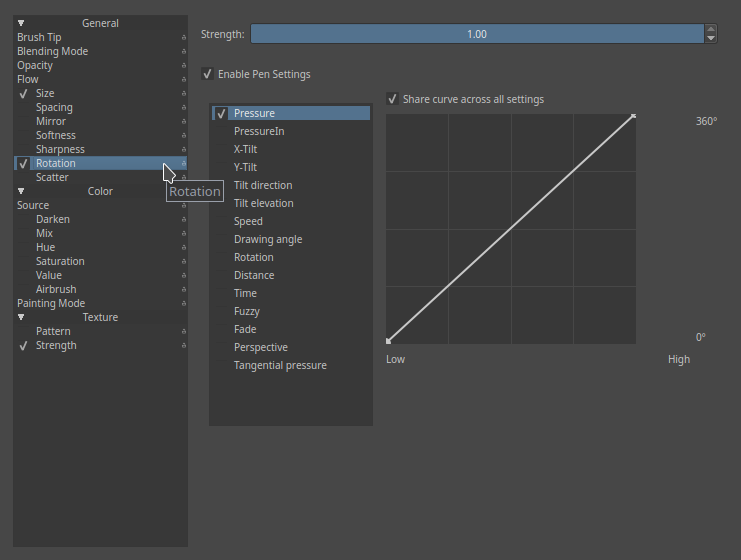 General
Brush Tip
Blending Mode
Opacity
Flow
Size
Spacing
Mirror
Softness
Sharpness
Rotation
Scatter
Color
Source
Darken
Mix
Hue
Saturation
Value
Airbrush
Painting Mode
Texture
Pattern
Strength
Rotation
Strength:
1.00
Enable Pen Settings
Pressure
PressureIn
X-Tilt
Y-Tilt
Tilt direction
Tilt elevation
Speed
Drawing angle
Rotation
Distance
Time
Fuzzy
Fade
Perspective
Tangential pressure
Share curve across all settings
360°
0°
Low
High